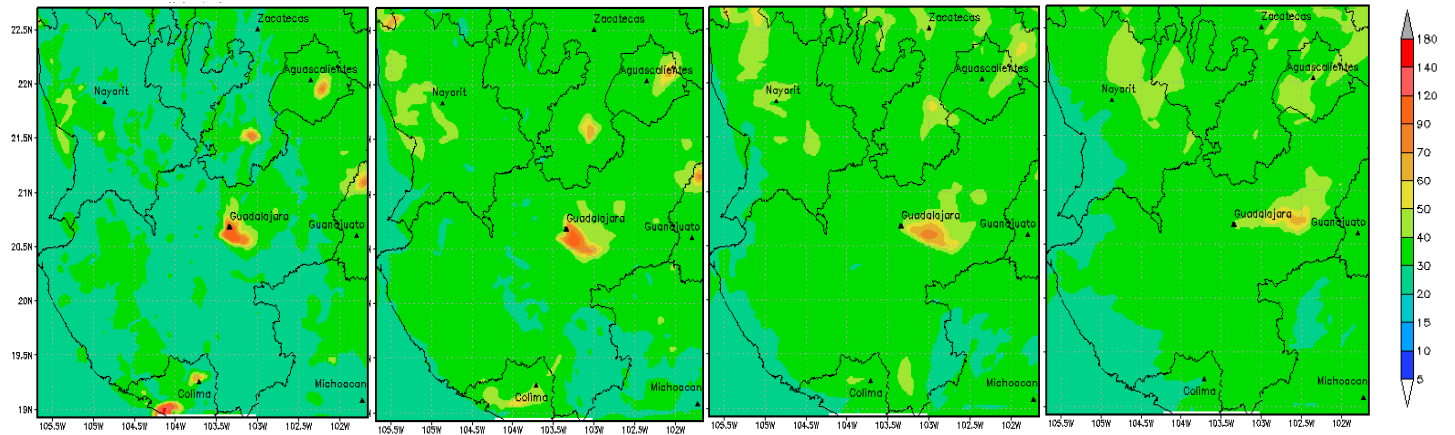 22.5N
22N
21.5N
21N
20.5N
20N
19.5N
19N
105.5W 105W 104.5W 104W 103.5W 103W 102.5W 102W
Zacatecas
Aguascalientes
Nayarit
Guadalajara
Guanajuato
Colima
Michoacan
105.5W 105W 104.5W 104W 103.5W 103W 102.5W 102W
Zacatecas
Aguascalientes
Nayarit
Guadalajara
Guanajuato
Colima
Michoacan
105.5W 105W 104.5W 104W 103.5W 103W 102.5W 102W
Zacatecas
Aguascalientes
Nayarit
Guadalajara
Guanajuato
Colima
Michoacan
105.5W 105W 104.5W 104W 103.5W 103W 102.5W 102W
Zacatecas
Aguascalientes
Nayarit
Guadalajara
Guanajuato
Colima
Michoacan
180
140
120
90
70
60
50
40
30
20
15
10
5